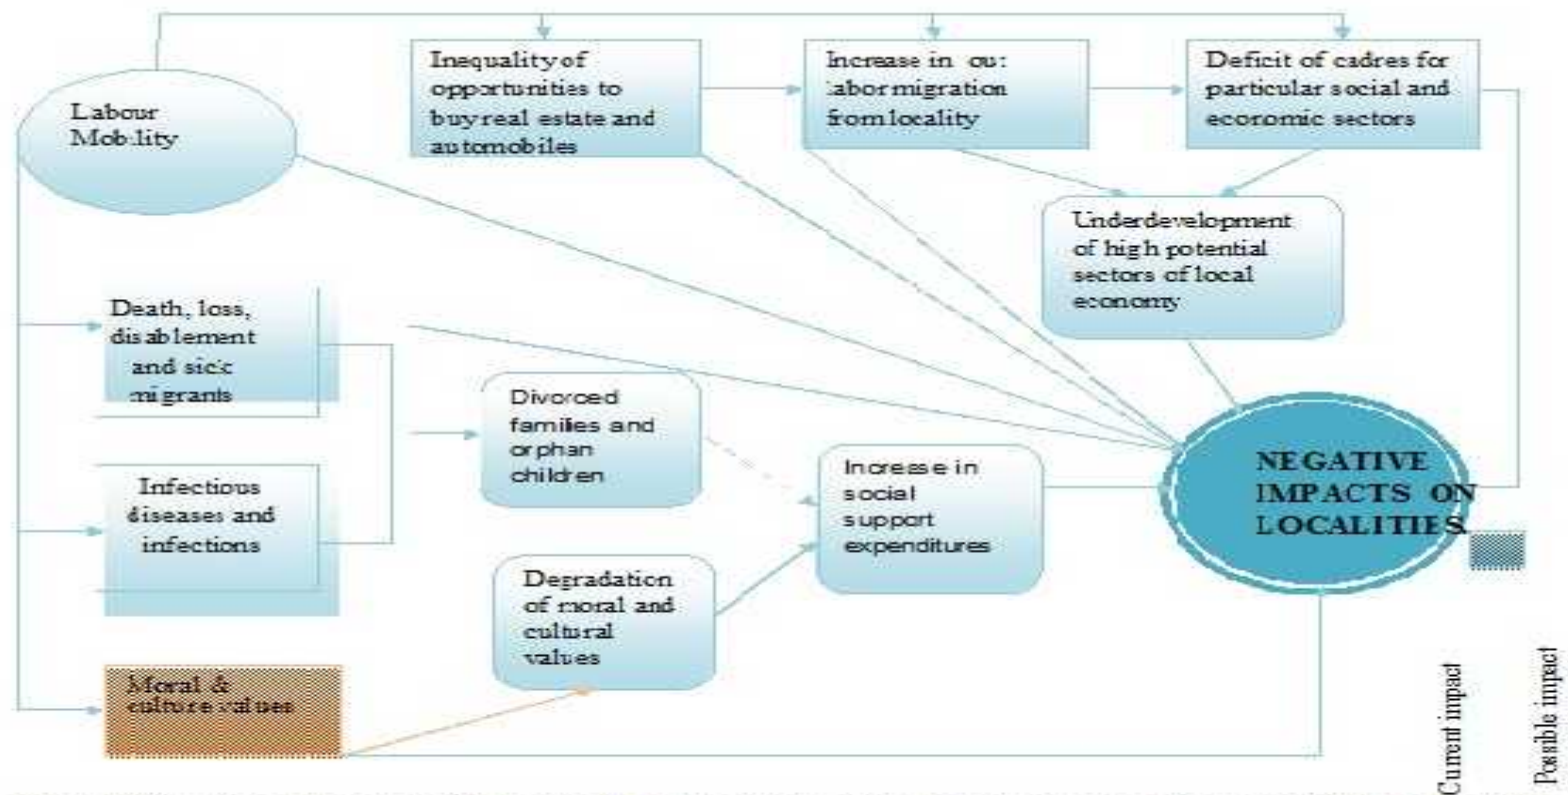 Labour
Mobility
Inequality of
opportunities to
buy real estate and
automobiles
Increase in out
labor migration
from locality
Deficit of cadres for
particular social and
economic sectors
Underdevelopment
of high potential
sectors of local
economy
Death, loss,
disablement
and sick
migrants
Divorced
families and
orphan
children
Infectious
diseases and
infections
Increase in
social
support
expenditures
NEGATIVE
IMPACTS ON
LOCALITIES
Degradation
of moral and
cultural
values
Moral &
culture values
Current impact
Possible impact